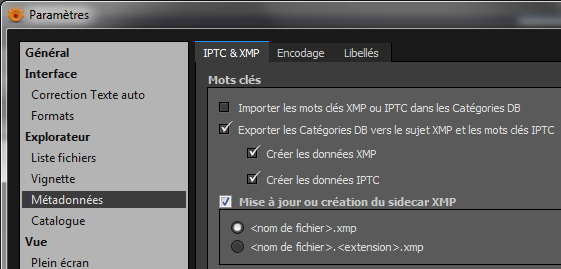 Paramètres
Général
Interface
Correction Texte auto
Formats
Explorateur
Liste fichiers
Vignette
Métadonnées
Catalogue
Vue
Plein écran
IPTC & XMP Encodage Libellés
Mots clés
Importer les mots clés XMP ou IPTC dans les Catégories DB
Exporter les Catégories DB vers le sujet XMP et les mots clés IPTC
Créer les données XMP
Créer les données IPTC
Mise à jour ou création du sidecar XMP
<nom de fichier>.xmp
<nom de fichier>.<extension>.xmp